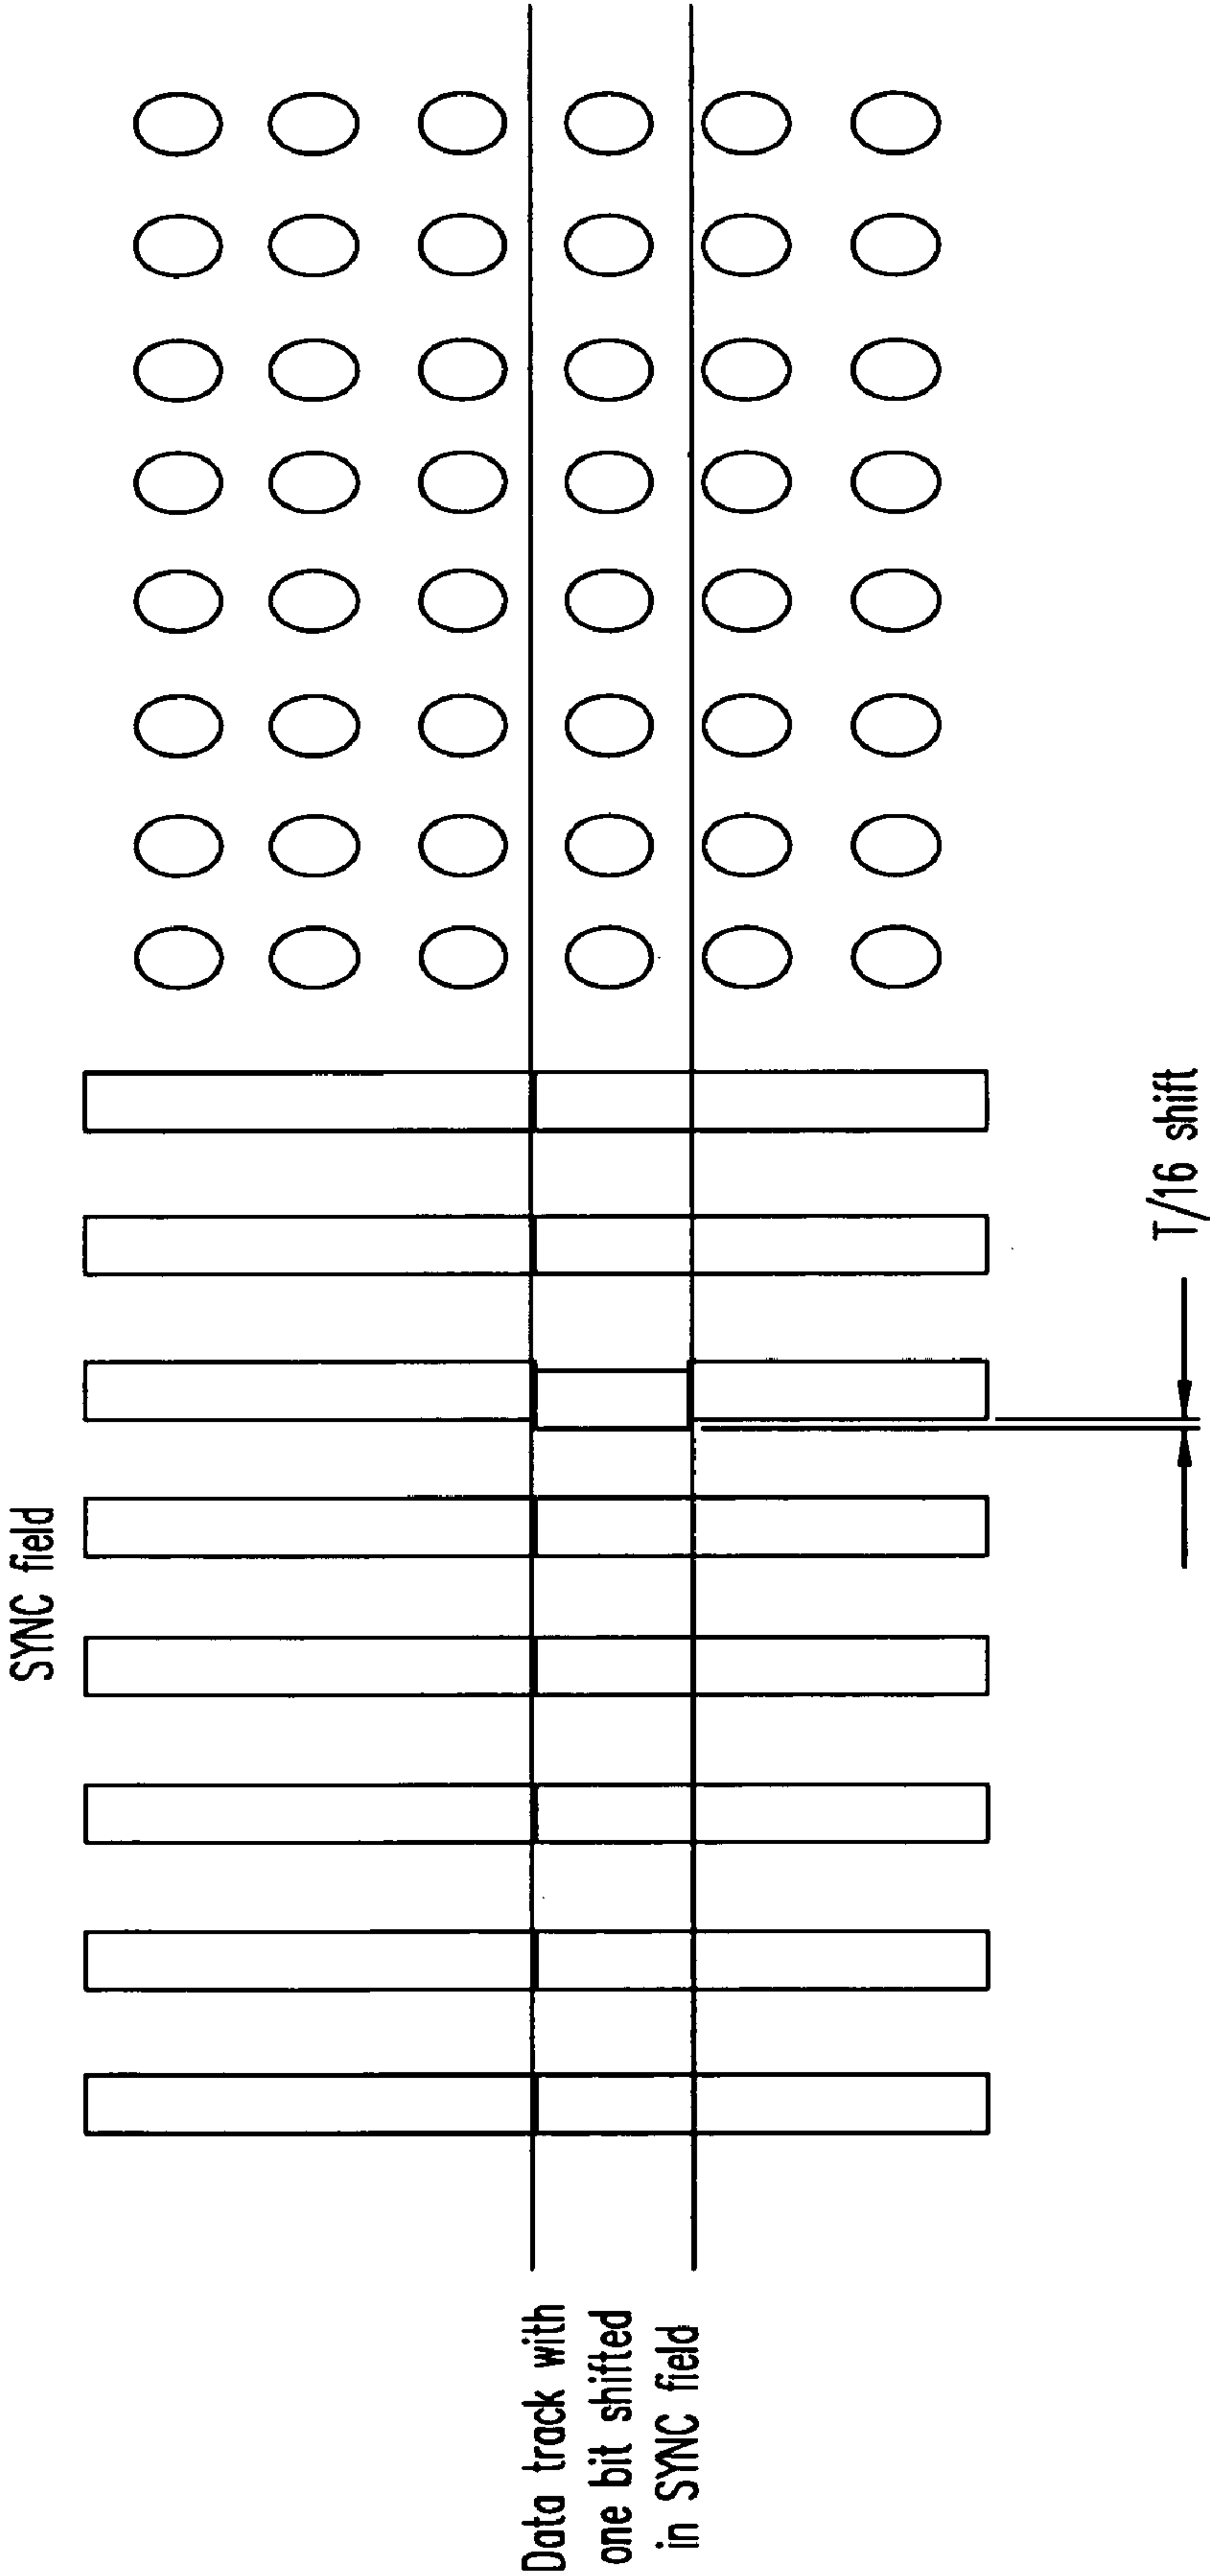 SYNC field
Data track with
one bit shifted
in SYNC field
T/16 shift